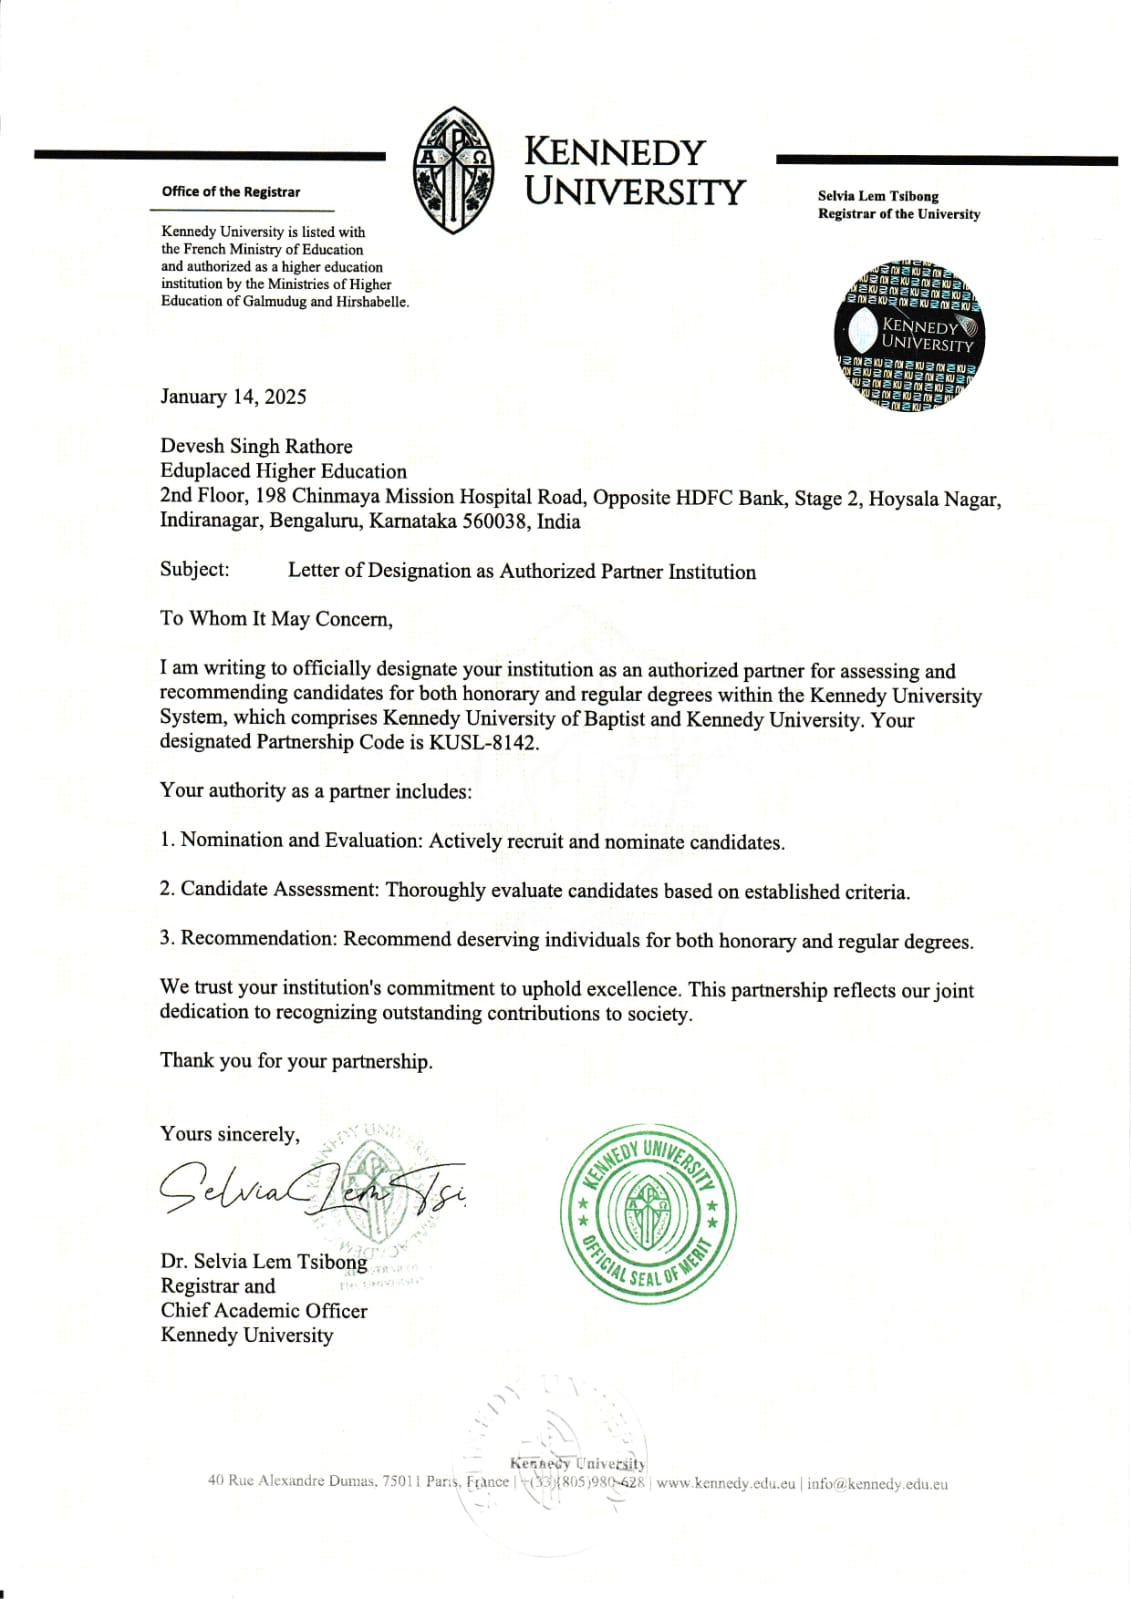 KENNEDY
UNIVERSITY
Office of the Registrar
Kennedy University is listed with
the French Ministry of Education
and authorized as a higher education
institution by the Ministries of Higher
Education of Galmudug and Hirshabelle.
Selvia Lem Tsibong
Registrar of the University
KENNEDY
UNIVERSITY
January 14, 2025
Devesh Singh Rathore
Eduplaced Higher Education
2nd Floor, 198 Chinmaya Mission Hospital Road, Opposite HDFC Bank, Stage 2, Hoysala Nagar,
Indiranagar, Bengaluru, Karnataka 560038, India
Subject: Letter of Designation as Authorized Partner Institution
To Whom It May Concern,
I am writing to officially designate your institution as an authorized partner for assessing and
recommending candidates for both honorary and regular degrees within the Kennedy University
System, which comprises Kennedy University of Baptist and Kennedy University. Your
designated Partnership Code is KUSL-8142.
Your authority as a partner includes:
1. Nomination and Evaluation: Actively recruit and nominate candidates.
2. Candidate Assessment: Thoroughly evaluate candidates based on established criteria.
3. Recommendation: Recommend deserving individuals for both honorary and regular degrees.
We trust your institution's commitment to uphold excellence. This partnership reflects our joint
dedication to recognizing outstanding contributions to society.
Thank you for your partnership.
Yours sincerely,
Selvia Lem Tsi.
Dr. Selvia Lem Tsibong
Registrar and
Chief Academic Officer
Kennedy University
KENNEDY UNIVERSITY
OFFICIAL SEAL OF MERIT
Kennedy University
40 Rue Alexandre Dumas, 75011 Paris, France | +(33)(805)980-628 | www.kennedy.edu.eu | info@kennedy.edu.eu